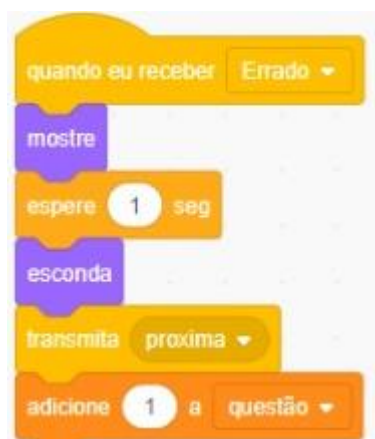 quando eu receber Errado
mostre
espere 1 seg
esconda
transmita proxima
adicione 1 a questão